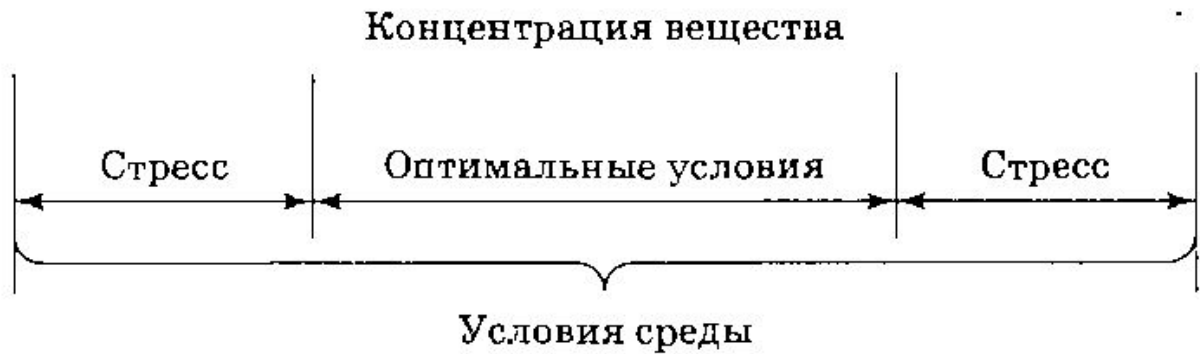 Концентрация вещества
Стресс Оптимальные условия Стресс
Условия среды